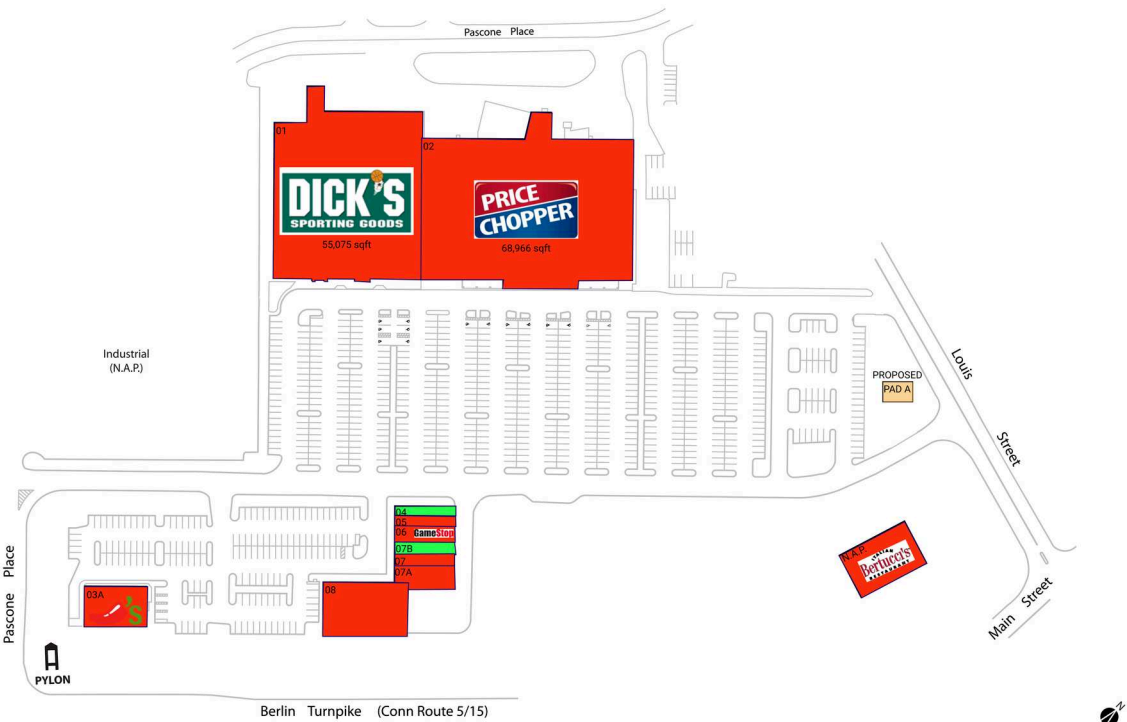 Pascone Place
01
DICK'S
SPORTING GOODS
55,075 sqft
02
PRICE
CHOPPER
68,966 sqft
Industrial
(N.A.P.)
PROPOSED
PAD A
Louis
Street
04
05
06
GameStop
07B
07
07A
08
03A
'S
N.A.P.
ITALIAN
Bertucci's
RESTAURANT
Main Street
Pascone Place
PYLON
Berlin Turnpike (Conn Route 5/15)
N